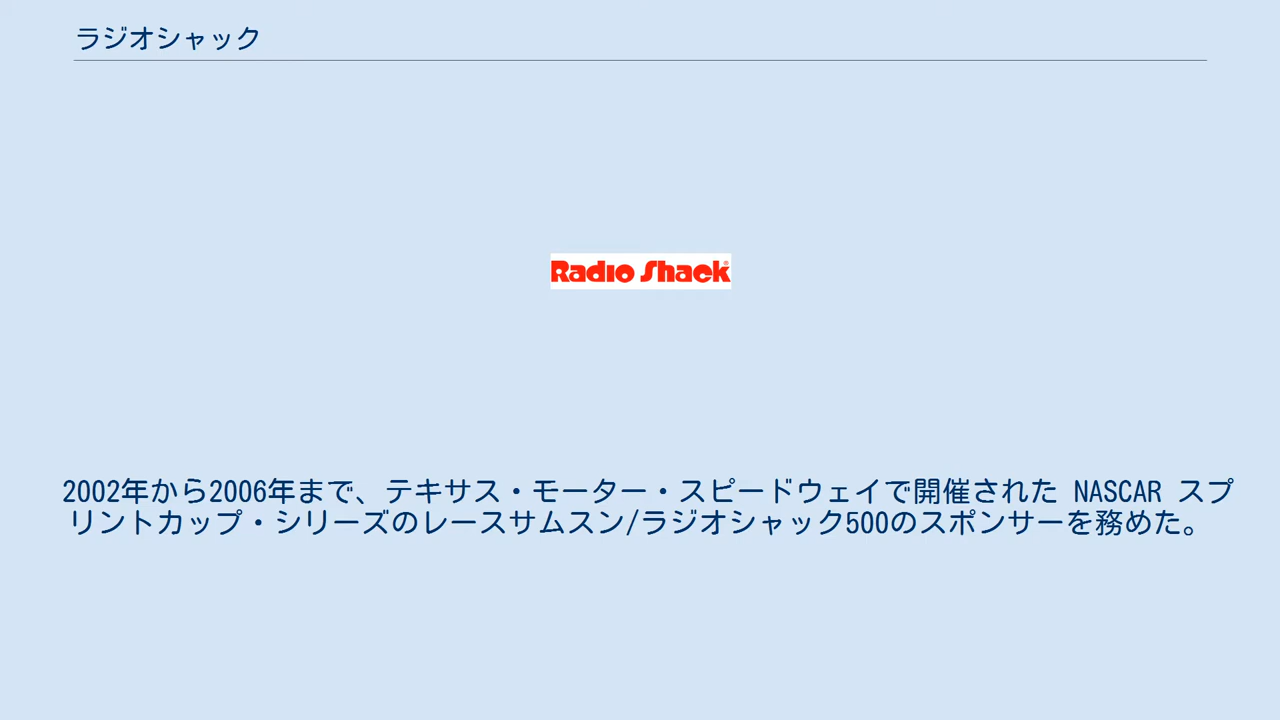 ラジオシャック
Radio Shack®
2002年から2006年まで、テキサス・モーター・スピードウェイで開催された NASCAR スプ
リントカップ・シリーズのレースサムスン/ラジオシャック500のスポンサーを務めた。